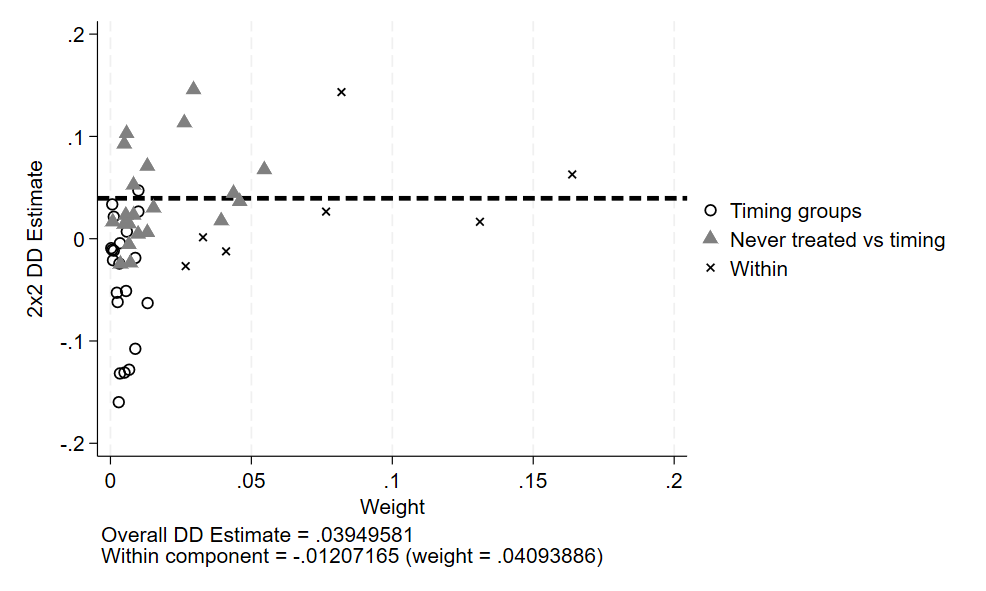 .2
.1
0
-.1
-.2
2x2 DD Estimate
0
.05
.1
.15
.2
Weight
Timing groups
Never treated vs timing
Within
Overall DD Estimate = .03949581
Within component = -.01207165 (weight = .04093886)